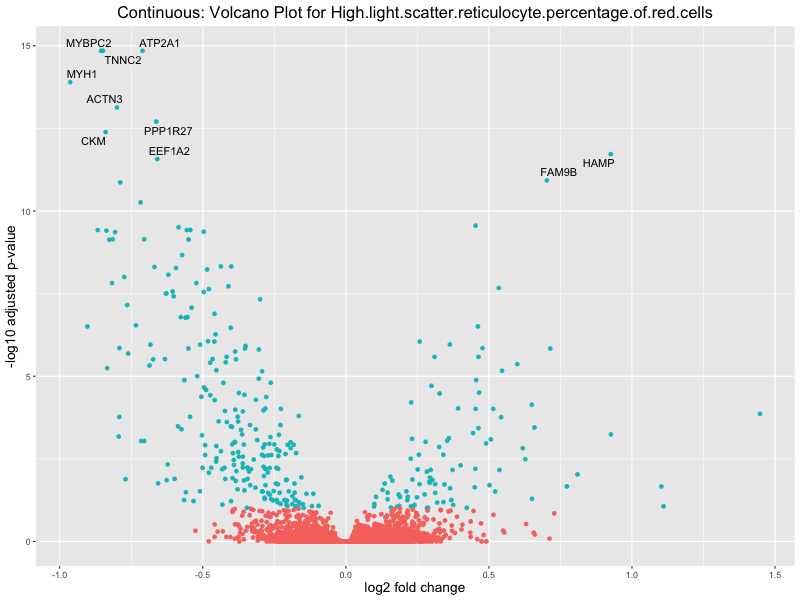 Continuous: Volcano Plot for High.light.scatter.reticulocyte.percentage.of.red.cells
15
MYBPC2
ATP2A1
TNNC2
MYH1
ACTN3
PPP1R27
CKM
EEF1A2
HAMP
FAM9B
10
5
0
-log10 adjusted p-value
-1.0
-0.5
0.0
0.5
1.0
1.5
log2 fold change